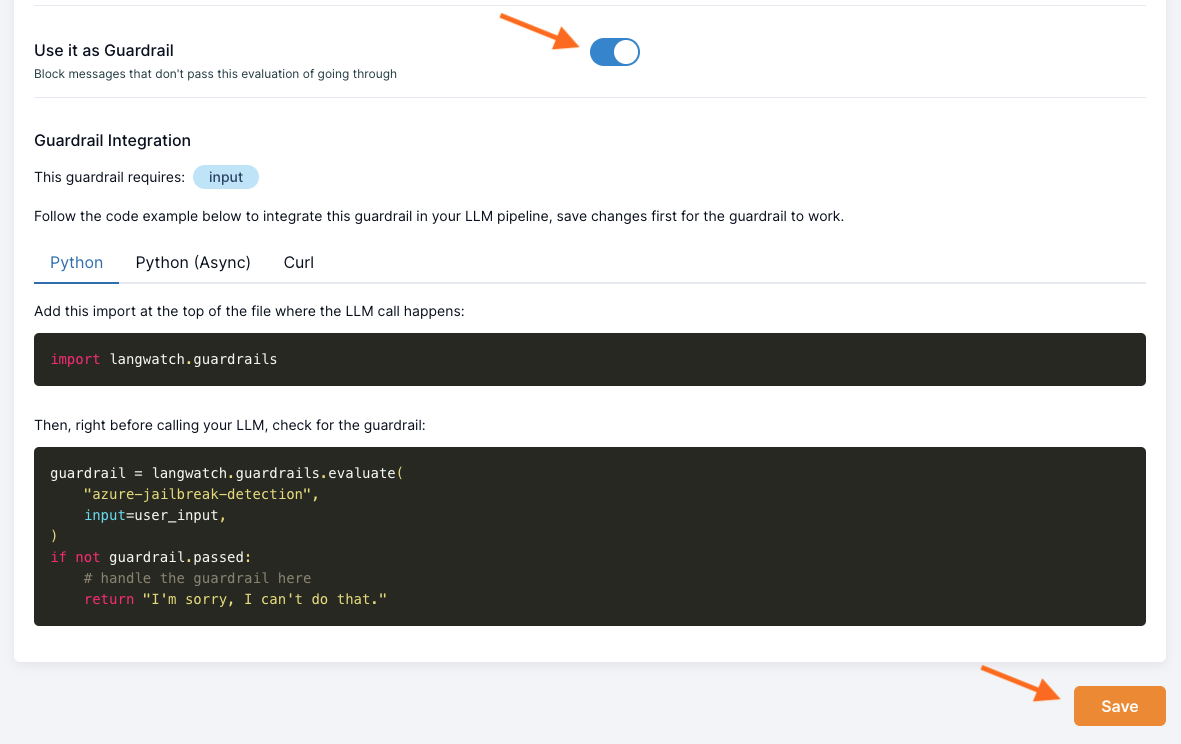 Use it as Guardrail
Block messages that don't pass this evaluation of going through
Guardrail Integration
This guardrail requires: input
Follow the code example below to integrate this guardrail in your LLM pipeline, save changes first for the guardrail to work.
Python Python (Async) Curl
Add this import at the top of the file where the LLM call happens:
import langwatch.guardrails
Then, right before calling your LLM, check for the guardrail:
guardrail = langwatch.guardrails.evaluate(
    "azure-jailbreak-detection",
    input=user_input,
)
if not guardrail.passed:
    # handle the guardrail here
    return "I'm sorry, I can't do that."
Save